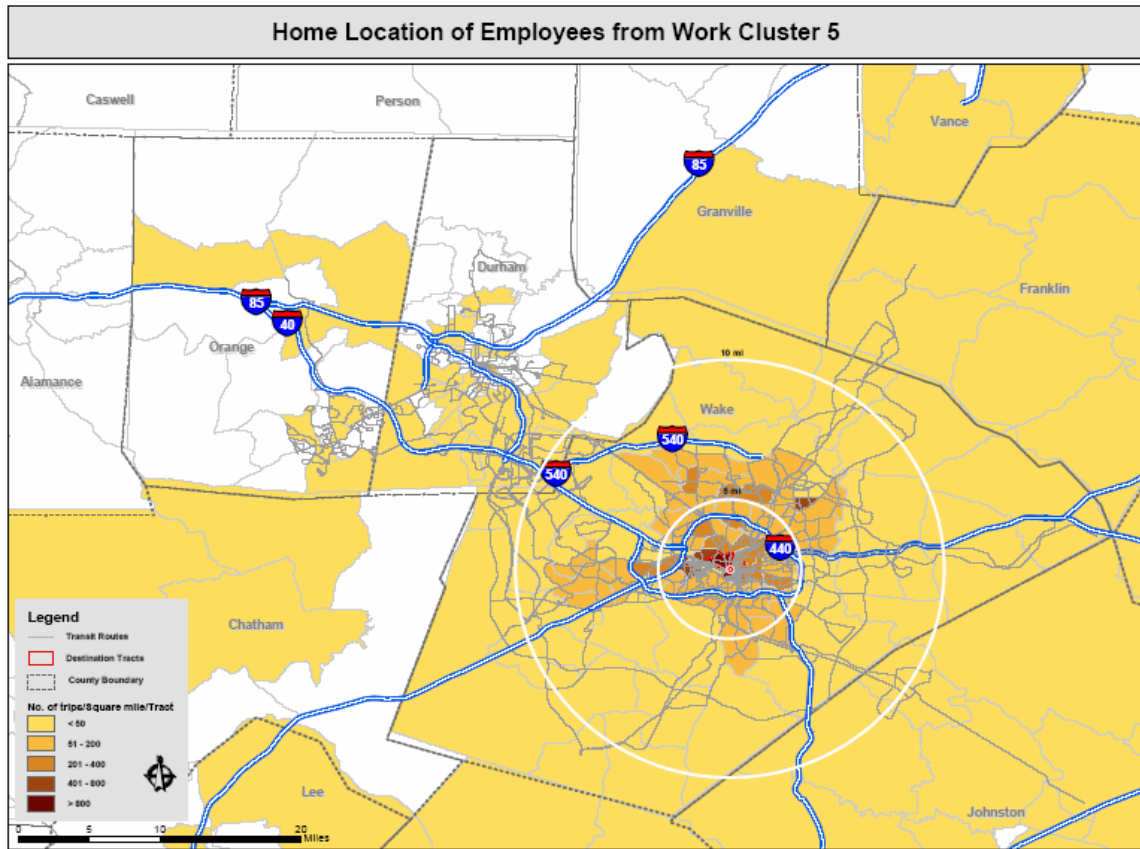 Home Location of Employees from Work Cluster 5
Caswell
Person
Vance
85
Granville
Durham
Franklin
85
40
Orange
10 mi
Alamance
Wake
540
540
5 mi
440
Chatham
Lee
Johnston
Legend
Transit Routes
Destination Tracts
County Boundary
No. of trips/Square mile/Tract
< 50
51 - 200
201 - 400
401 - 800
> 800
0 5 10 20
Miles